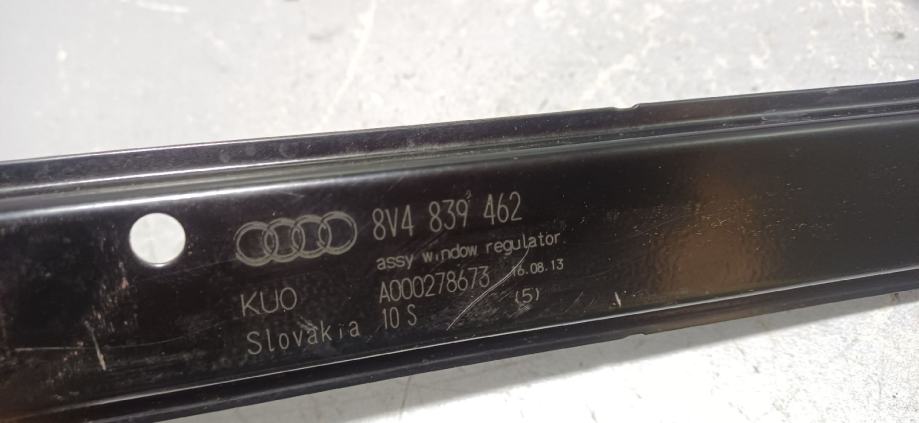 8V4 839 462
assy window regulator
KUO A000278673 16.08.13
Slovakia 10 S (5)